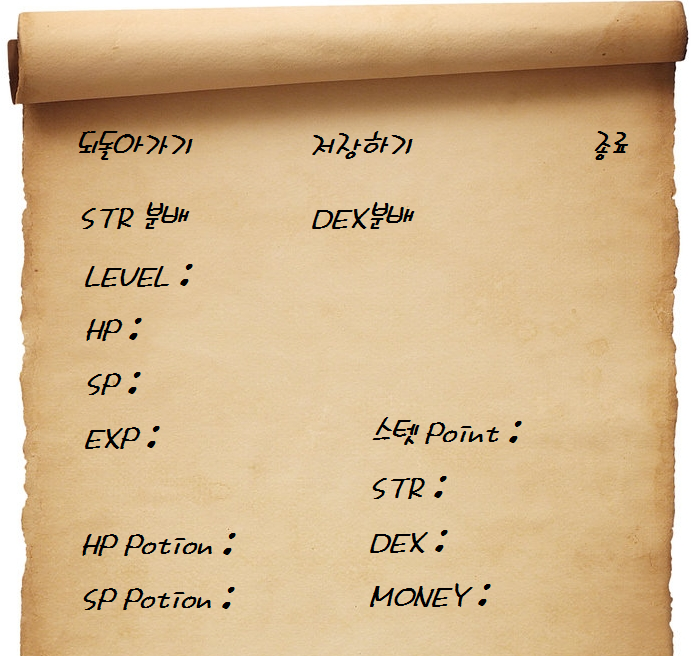 되돌아가기 저장하기 종료
STR 분배 DEX분배
LEVEL :
HP :
SP :
EXP : 스텟 Point :
STR :
HP Potion : DEX :
SP Potion : MONEY :